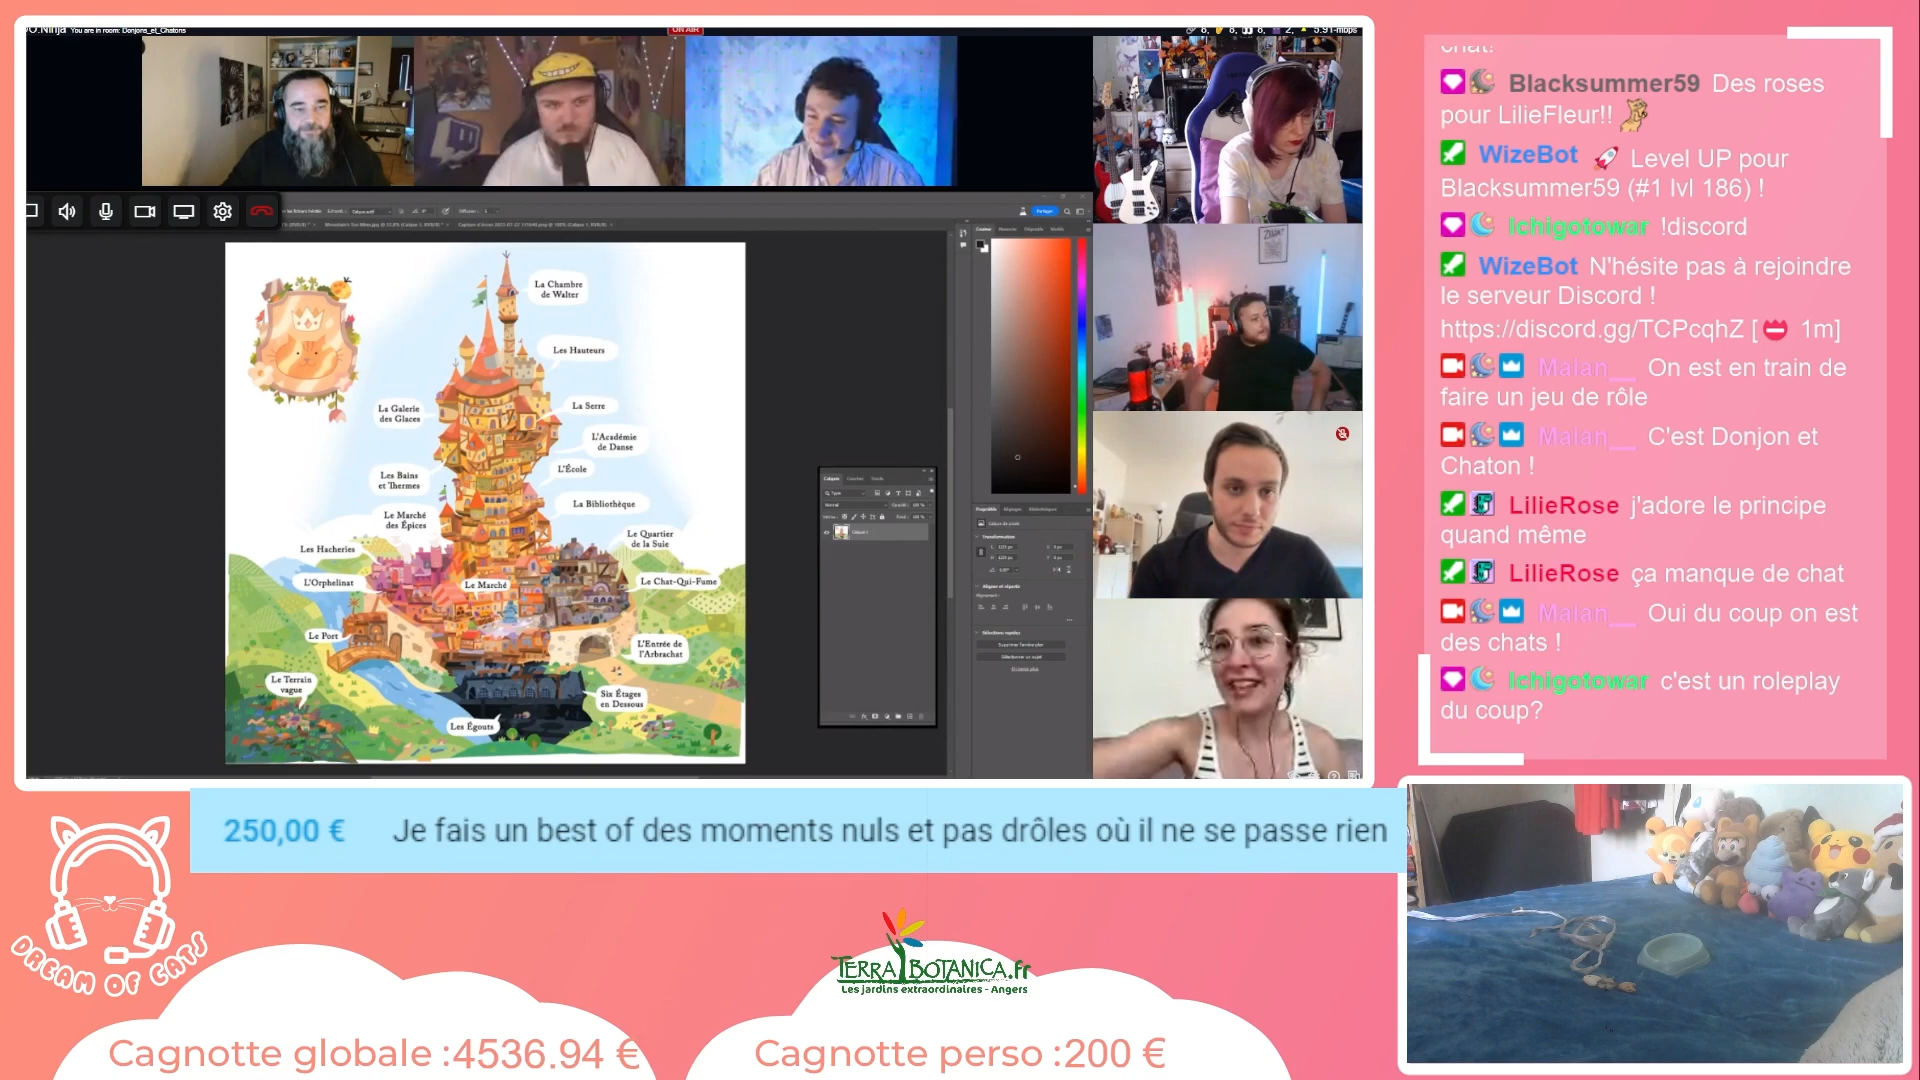 You are in room: Donjons_et_Chatons
ON AIR
La Chambre
de Walter
Les Hauteurs
La Galerie
des Glaces
La Serre
L'Académie
de Danse
L'École
Les Bains
et Thermes
La Bibliothèque
Le Marché
des Épices
Le Quartier
de la Suie
Les Hacheries
L'Orphelinat
Le Marché
Le Chat-Qui-Fume
Le Port
L'Entrée de
l'Arbrachat
Le Terrain
vague
Six Étages
en Dessous
Les Égouts
chat!
Blacksummer59 Des roses
pour LilieFleur!!
WizeBot Level UP pour
Blacksummer59 (#1 lvl 186) !
Ichigotowar !discord
WizeBot N'hésite pas à rejoindre
le serveur Discord !
https://discord.gg/TCPcqhZ [ 1m]
Malan__ On est en train de
faire un jeu de rôle
Malan__ C'est Donjon et
Chaton !
LilieRose j'adore le principe
quand même
LilieRose ça manque de chat
Malan__ Oui du coup on est
des chats !
Ichigotowar c'est un roleplay
du coup?
250,00 € Je fais un best of des moments nuls et pas drôles où il ne se passe rien
DREAM OF CATS
TERRA BOTANICA.fr
Les jardins extraordinaires - Angers
Cagnotte globale :4536.94 €
Cagnotte perso :200 €